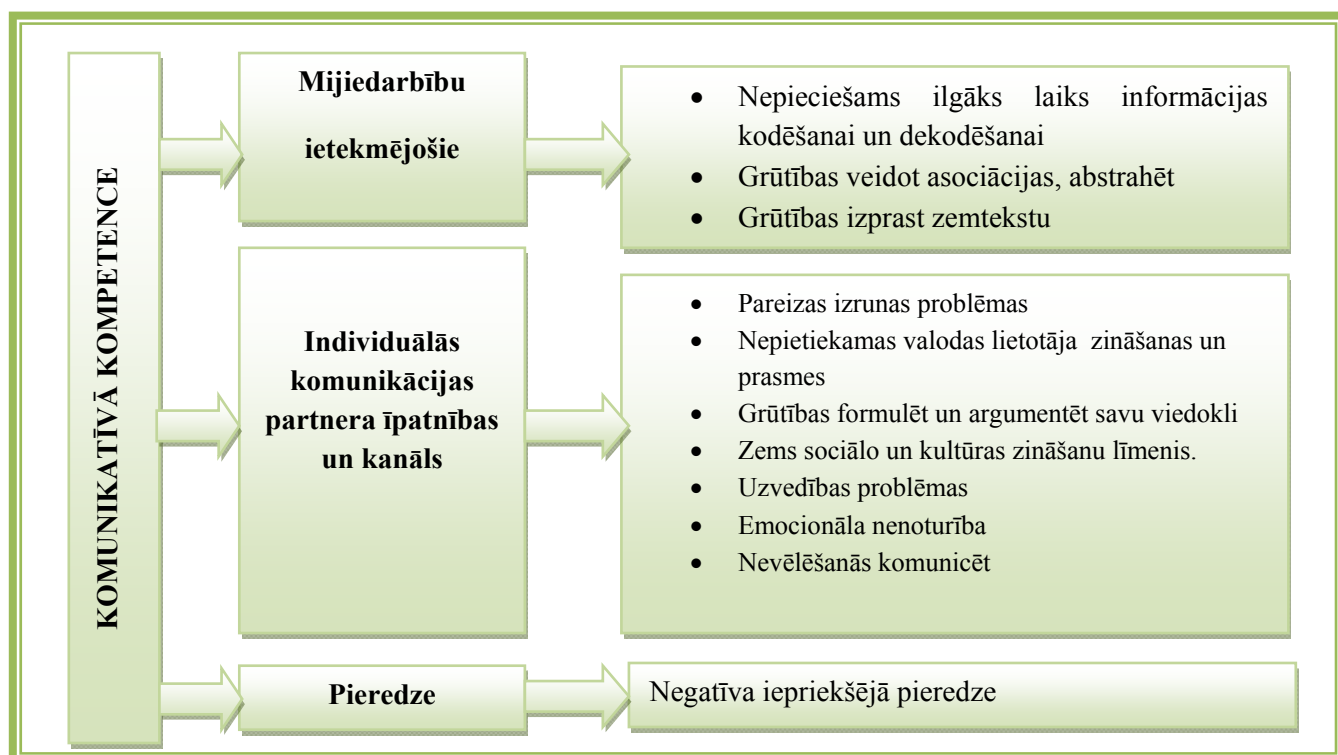 KOMUNIKATĪVĀ KOMPETENCE
Mijiedarbību
ietekmējošie
• Nepieciešams ilgāks laiks informācijas
kodēšanai un dekodēšanai
• Grūtības veidot asociācijas, abstrahēt
• Grūtības izprast zemtekstu
Individuālās
komunikācijas
partnera īpatnības
un kanāls
• Pareizas izrunas problēmas
• Nepietiekamas valodas lietotāja zināšanas un
prasmes
• Grūtības formulēt un argumentēt savu viedokli
• Zems sociālo un kultūras zināšanu līmenis.
• Uzvedības problēmas
• Emocionāla nenoturība
• Nevēlēšanās komunicēt
Pieredze
Negatīva iepriekšējā pieredze